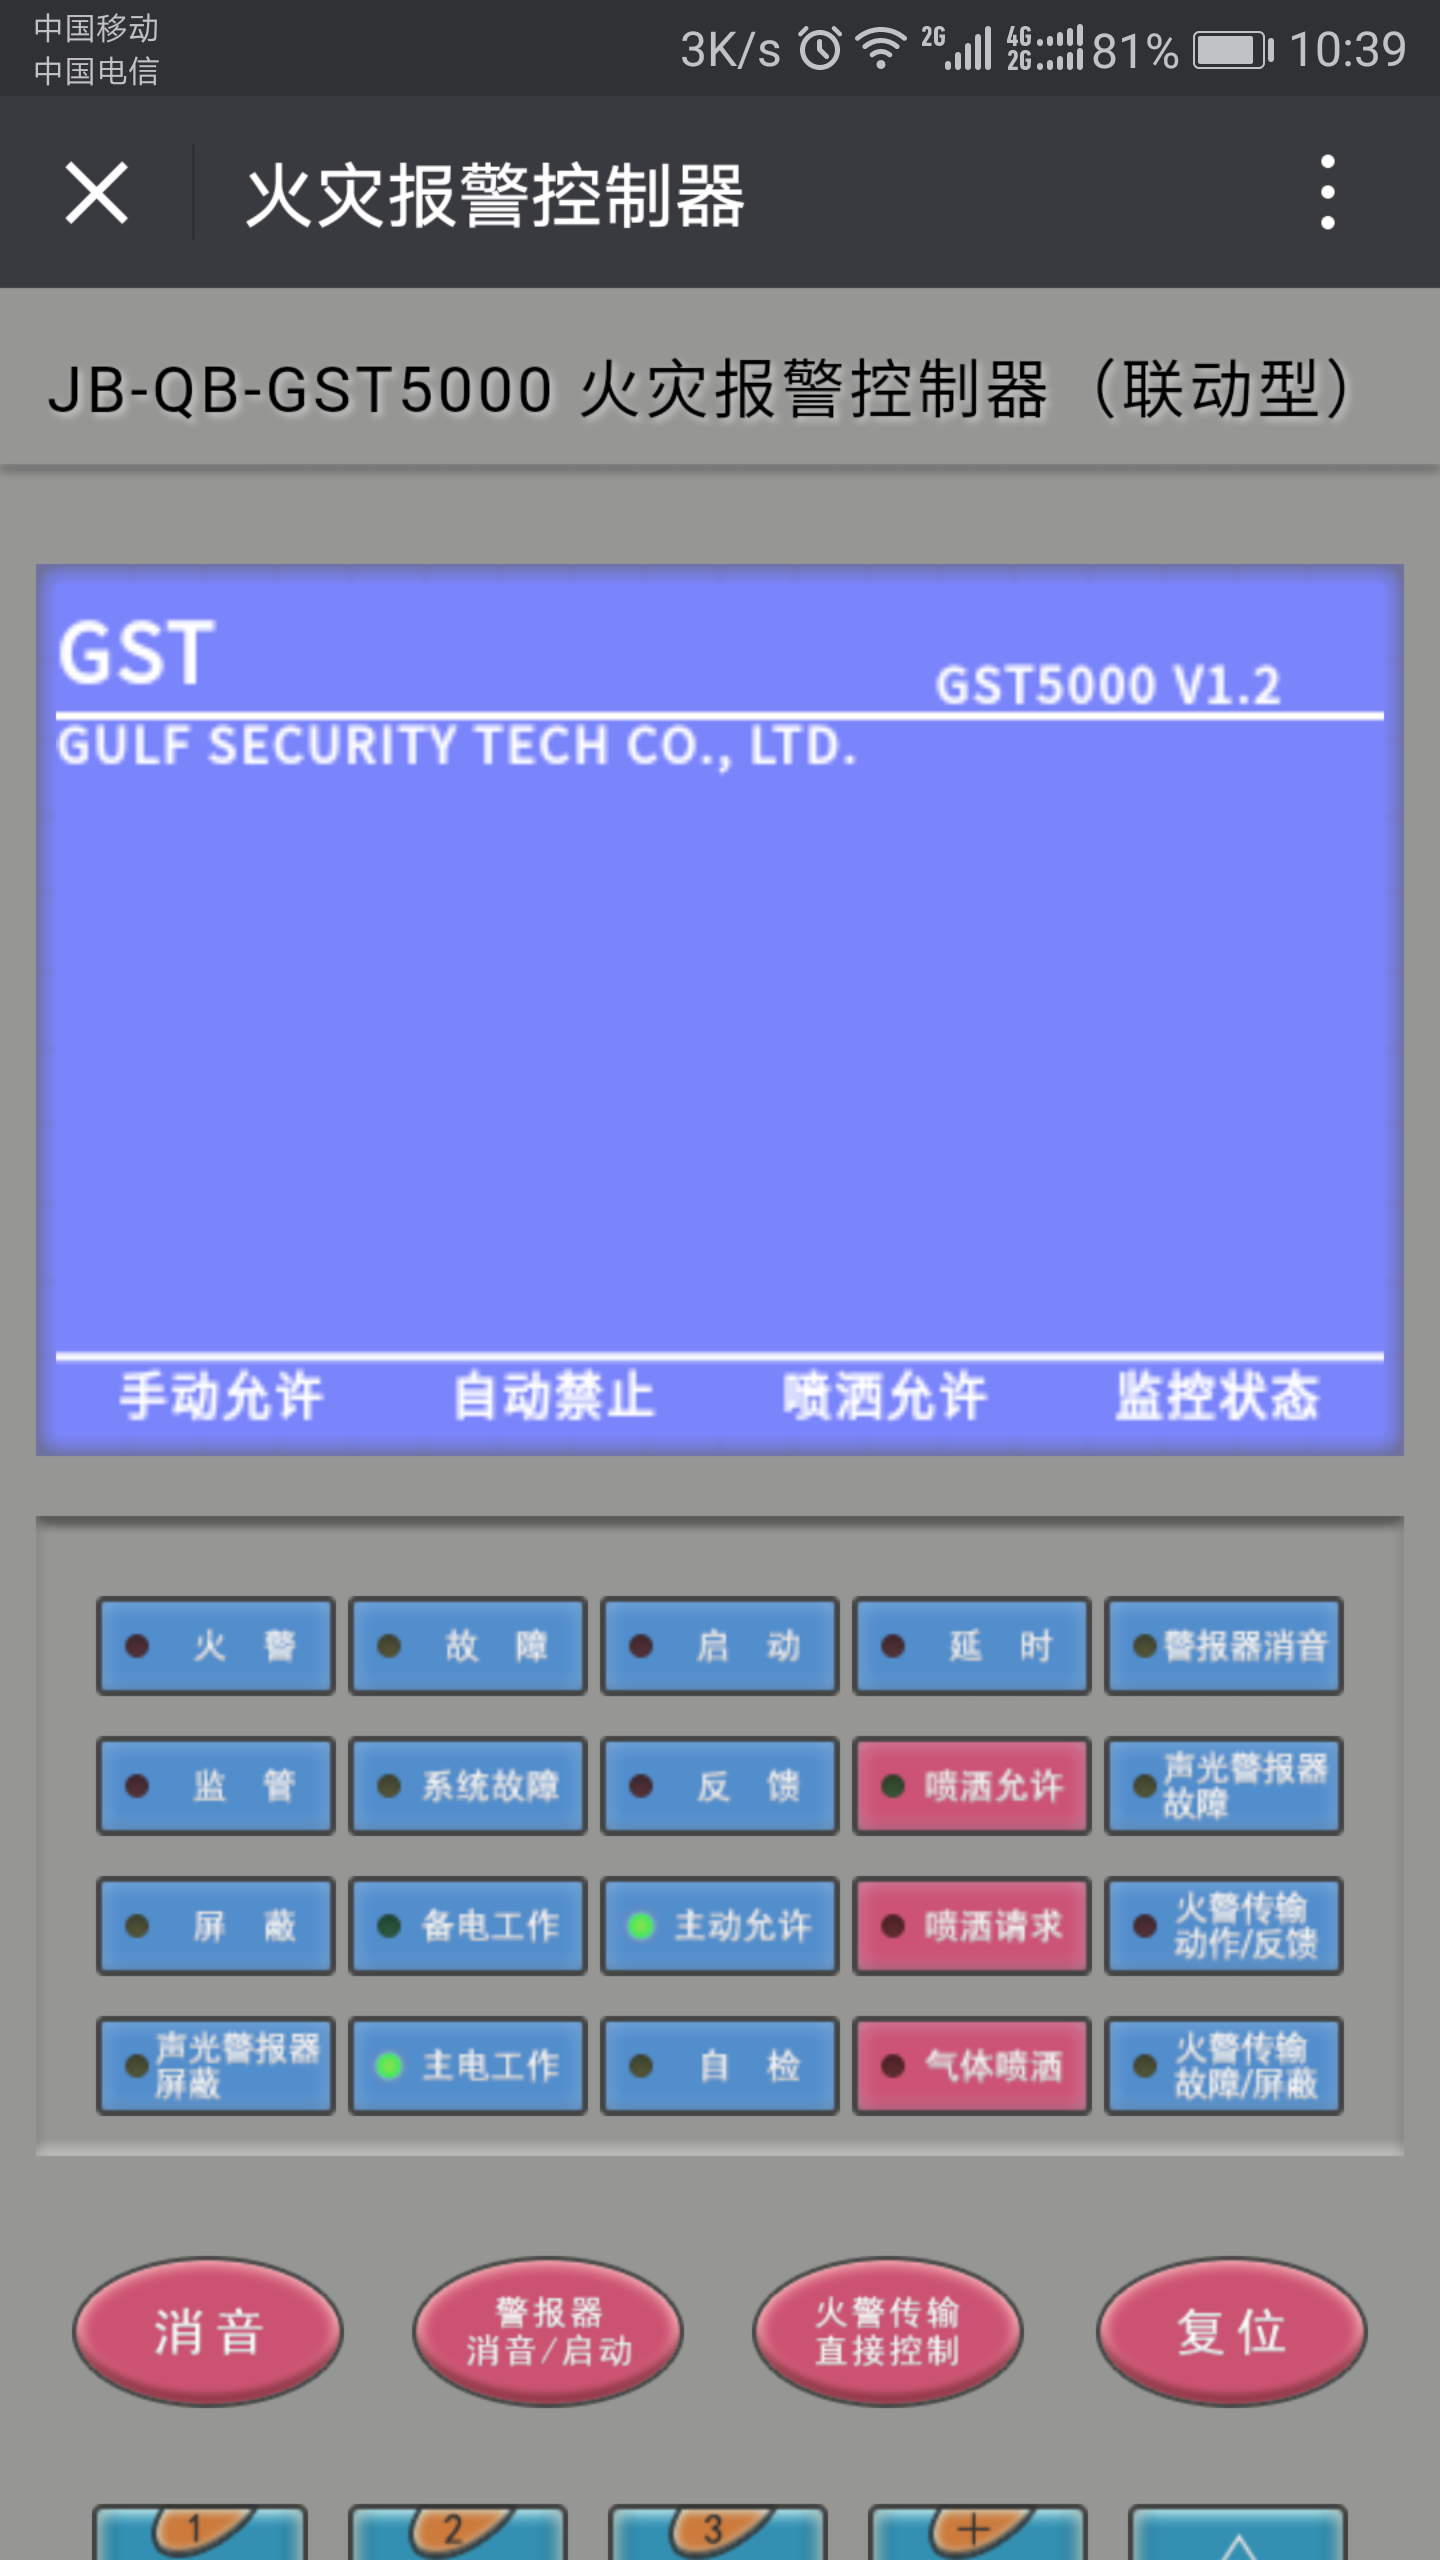 中国移动
中国电信
3K/s 2G 4G 2G 81% 10:39
火灾报警控制器
JB-QB-GST5000 火灾报警控制器（联动型）
GST
GST5000 V1.2
GULF SECURITY TECH CO., LTD.
手动允许 自动禁止 喷洒允许 监控状态
火 警 故 障 启 动 延 时 警报器消音
监 管 系统故障 反 馈 喷洒允许 声光警报器
故障
屏 蔽 备电工作 主动允许 喷洒请求 火警传输
动作/反馈
声光警报器
屏蔽 主电工作 自 检 气体喷洒 火警传输
故障/屏蔽
消音
警报器
消音/启动
火警传输
直接控制
复位
1 2 3 +